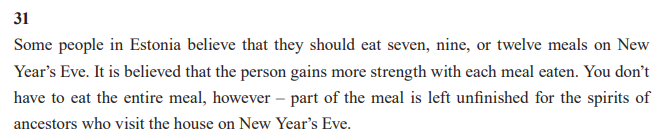 31
Some people in Estonia believe that they should eat seven, nine, or twelve meals on New
Year’s Eve. It is believed that the person gains more strength with each meal eaten. You don’t
have to eat the entire meal, however – part of the meal is left unfinished for the spirits of
ancestors who visit the house on New Year’s Eve.